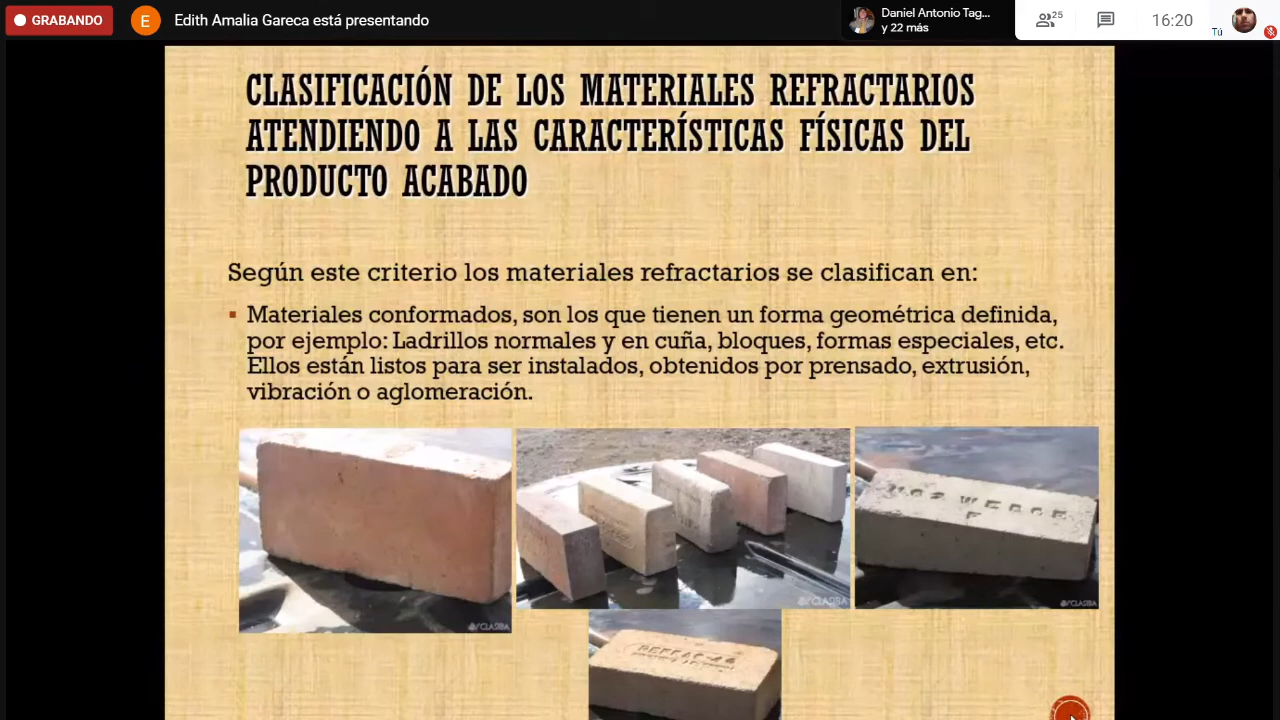 GRABANDO
E
Edith Amalia Gareca está presentando
Daniel Antonio Tag...
y 22 más
25
16:20
Tú
CLASIFICACIÓN DE LOS MATERIALES REFRACTARIOS
ATENDIENDO A LAS CARACTERÍSTICAS FÍSICAS DEL
PRODUCTO ACABADO
Según este criterio los materiales refractarios se clasifican en:
Materiales conformados, son los que tienen un forma geométrica definida,
por ejemplo: Ladrillos normales y en cuña, bloques, formas especiales, etc.
Ellos están listos para ser instalados, obtenidos por prensado, extrusión,
vibración o aglomeración.